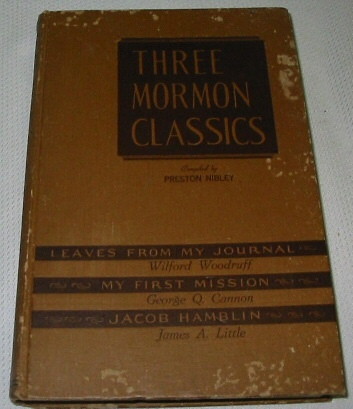 THREE
MORMON
CLASSICS
Compiled by
PRESTON NIBLEY
LEAVES FROM MY JOURNAL
Wilford Woodruff
MY FIRST MISSION
George Q. Cannon
JACOB HAMBLIN
James A. Little